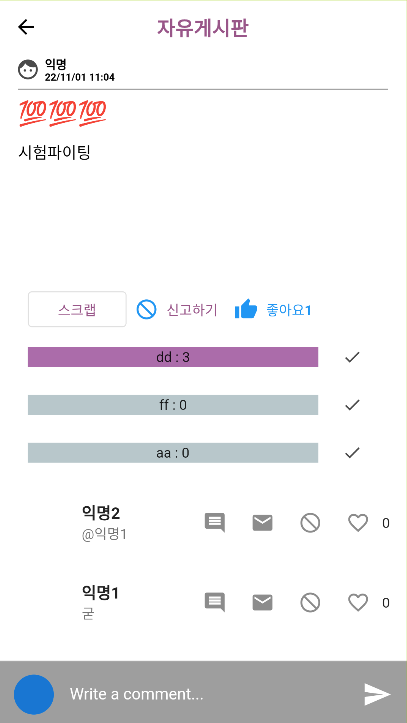 자유게시판
익명
22/11/01 11:04
💯💯💯
시험파이팅
스크랩 신고하기 좋아요1
dd : 3
ff : 0
aa : 0
익명2
@익명1
0
익명1
굳
0
Write a comment...